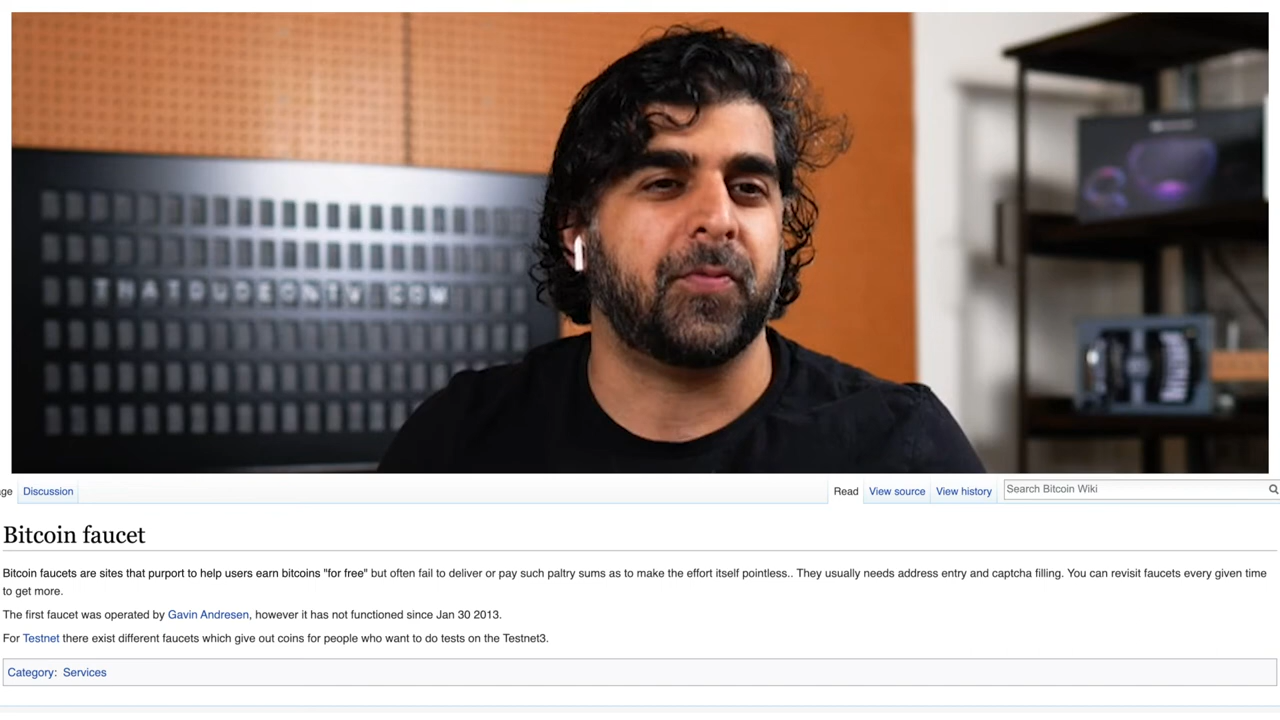 THATDUDEONTV.COM
ge Discussion Read View source View history Search Bitcoin Wiki
Bitcoin faucet
Bitcoin faucets are sites that purport to help users earn bitcoins "for free" but often fail to deliver or pay such paltry sums as to make the effort itself pointless.. They usually needs address entry and captcha filling. You can revisit faucets every given time
to get more.
The first faucet was operated by Gavin Andresen, however it has not functioned since Jan 30 2013.
For Testnet there exist different faucets which give out coins for people who want to do tests on the Testnet3.
Category: Services